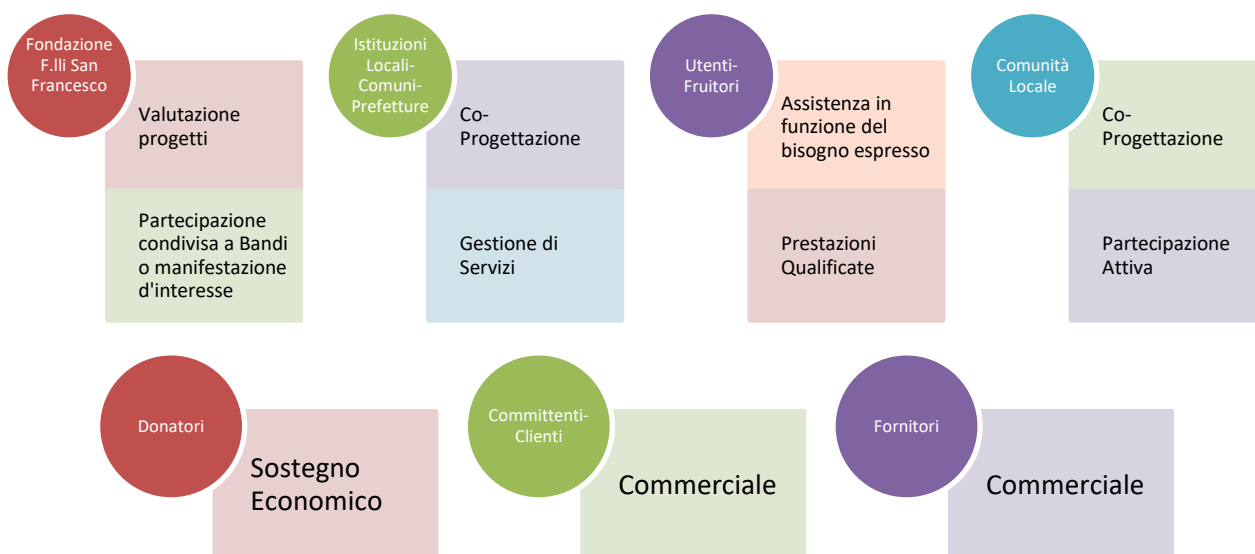 Fondazione
F.lli San
Francesco
Valutazione
progetti
Partecipazione
condivisa a Bandi
o manifestazione
d'interesse
Istituzioni
Locali-
Comuni-
Prefetture
Co-
Progettazione
Gestione di
Servizi
Utenti-
Fruitori
Assistenza in
funzione del
bisogno espresso
Prestazioni
Qualificate
Comunità
Locale
Co-
Progettazione
Partecipazione
Attiva
Donatori
Sostegno
Economico
Committenti-
Clienti
Commerciale
Fornitori
Commerciale